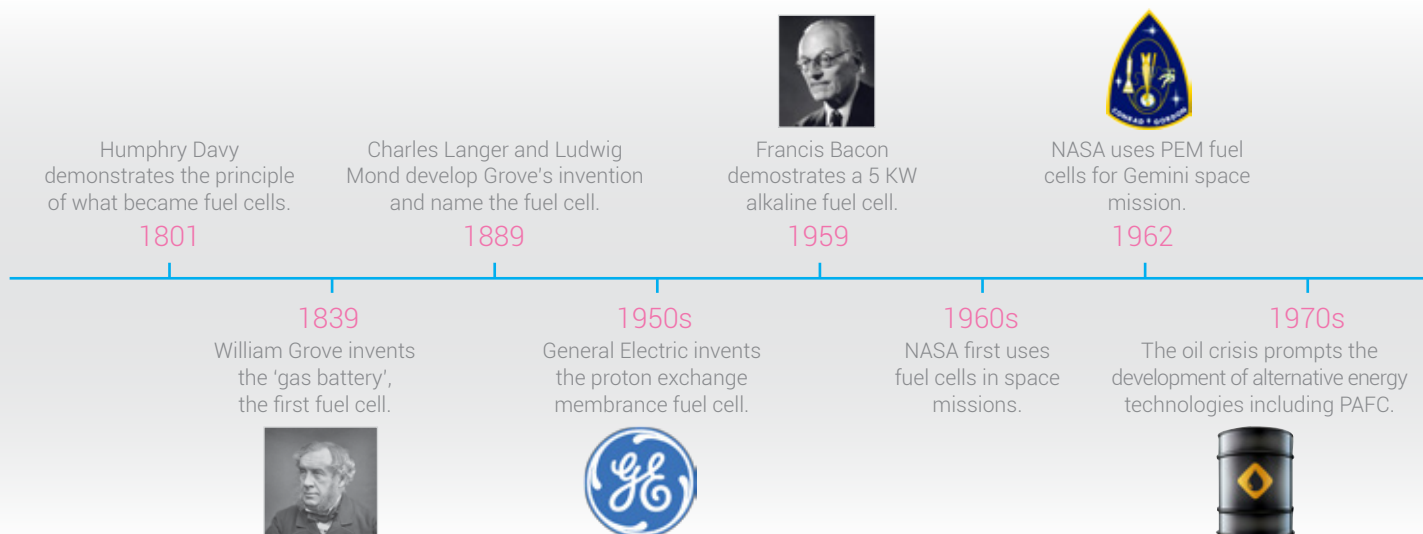 Humphry Davy
demonstrates the principle
of what became fuel cells.
1801
1839
William Grove invents
the ‘gas battery’,
the first fuel cell.
Charles Langer and Ludwig
Mond develop Grove’s invention
and name the fuel cell.
1889
1950s
General Electric invents
the proton exchange
membrance fuel cell.
GE
Francis Bacon
demostrates a 5 KW
alkaline fuel cell.
1959
1960s
NASA first uses
fuel cells in space
missions.
CONRAD GORDON
NASA uses PEM fuel
cells for Gemini space
mission.
1962
1970s
The oil crisis prompts the
development of alternative energy
technologies including PAFC.